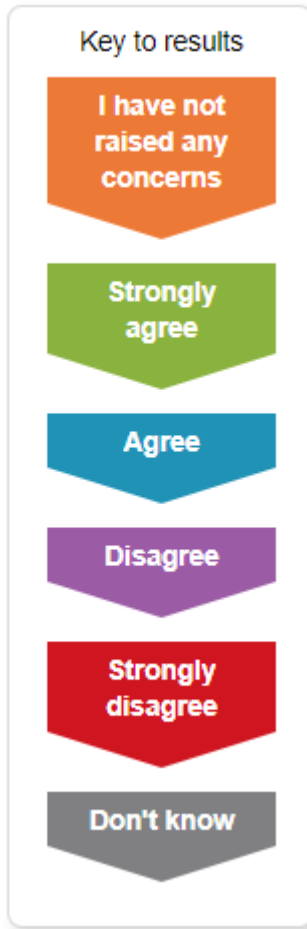 Key to results
I have not
raised any
concerns
Strongly
agree
Agree
Disagree
Strongly
disagree
Don't know